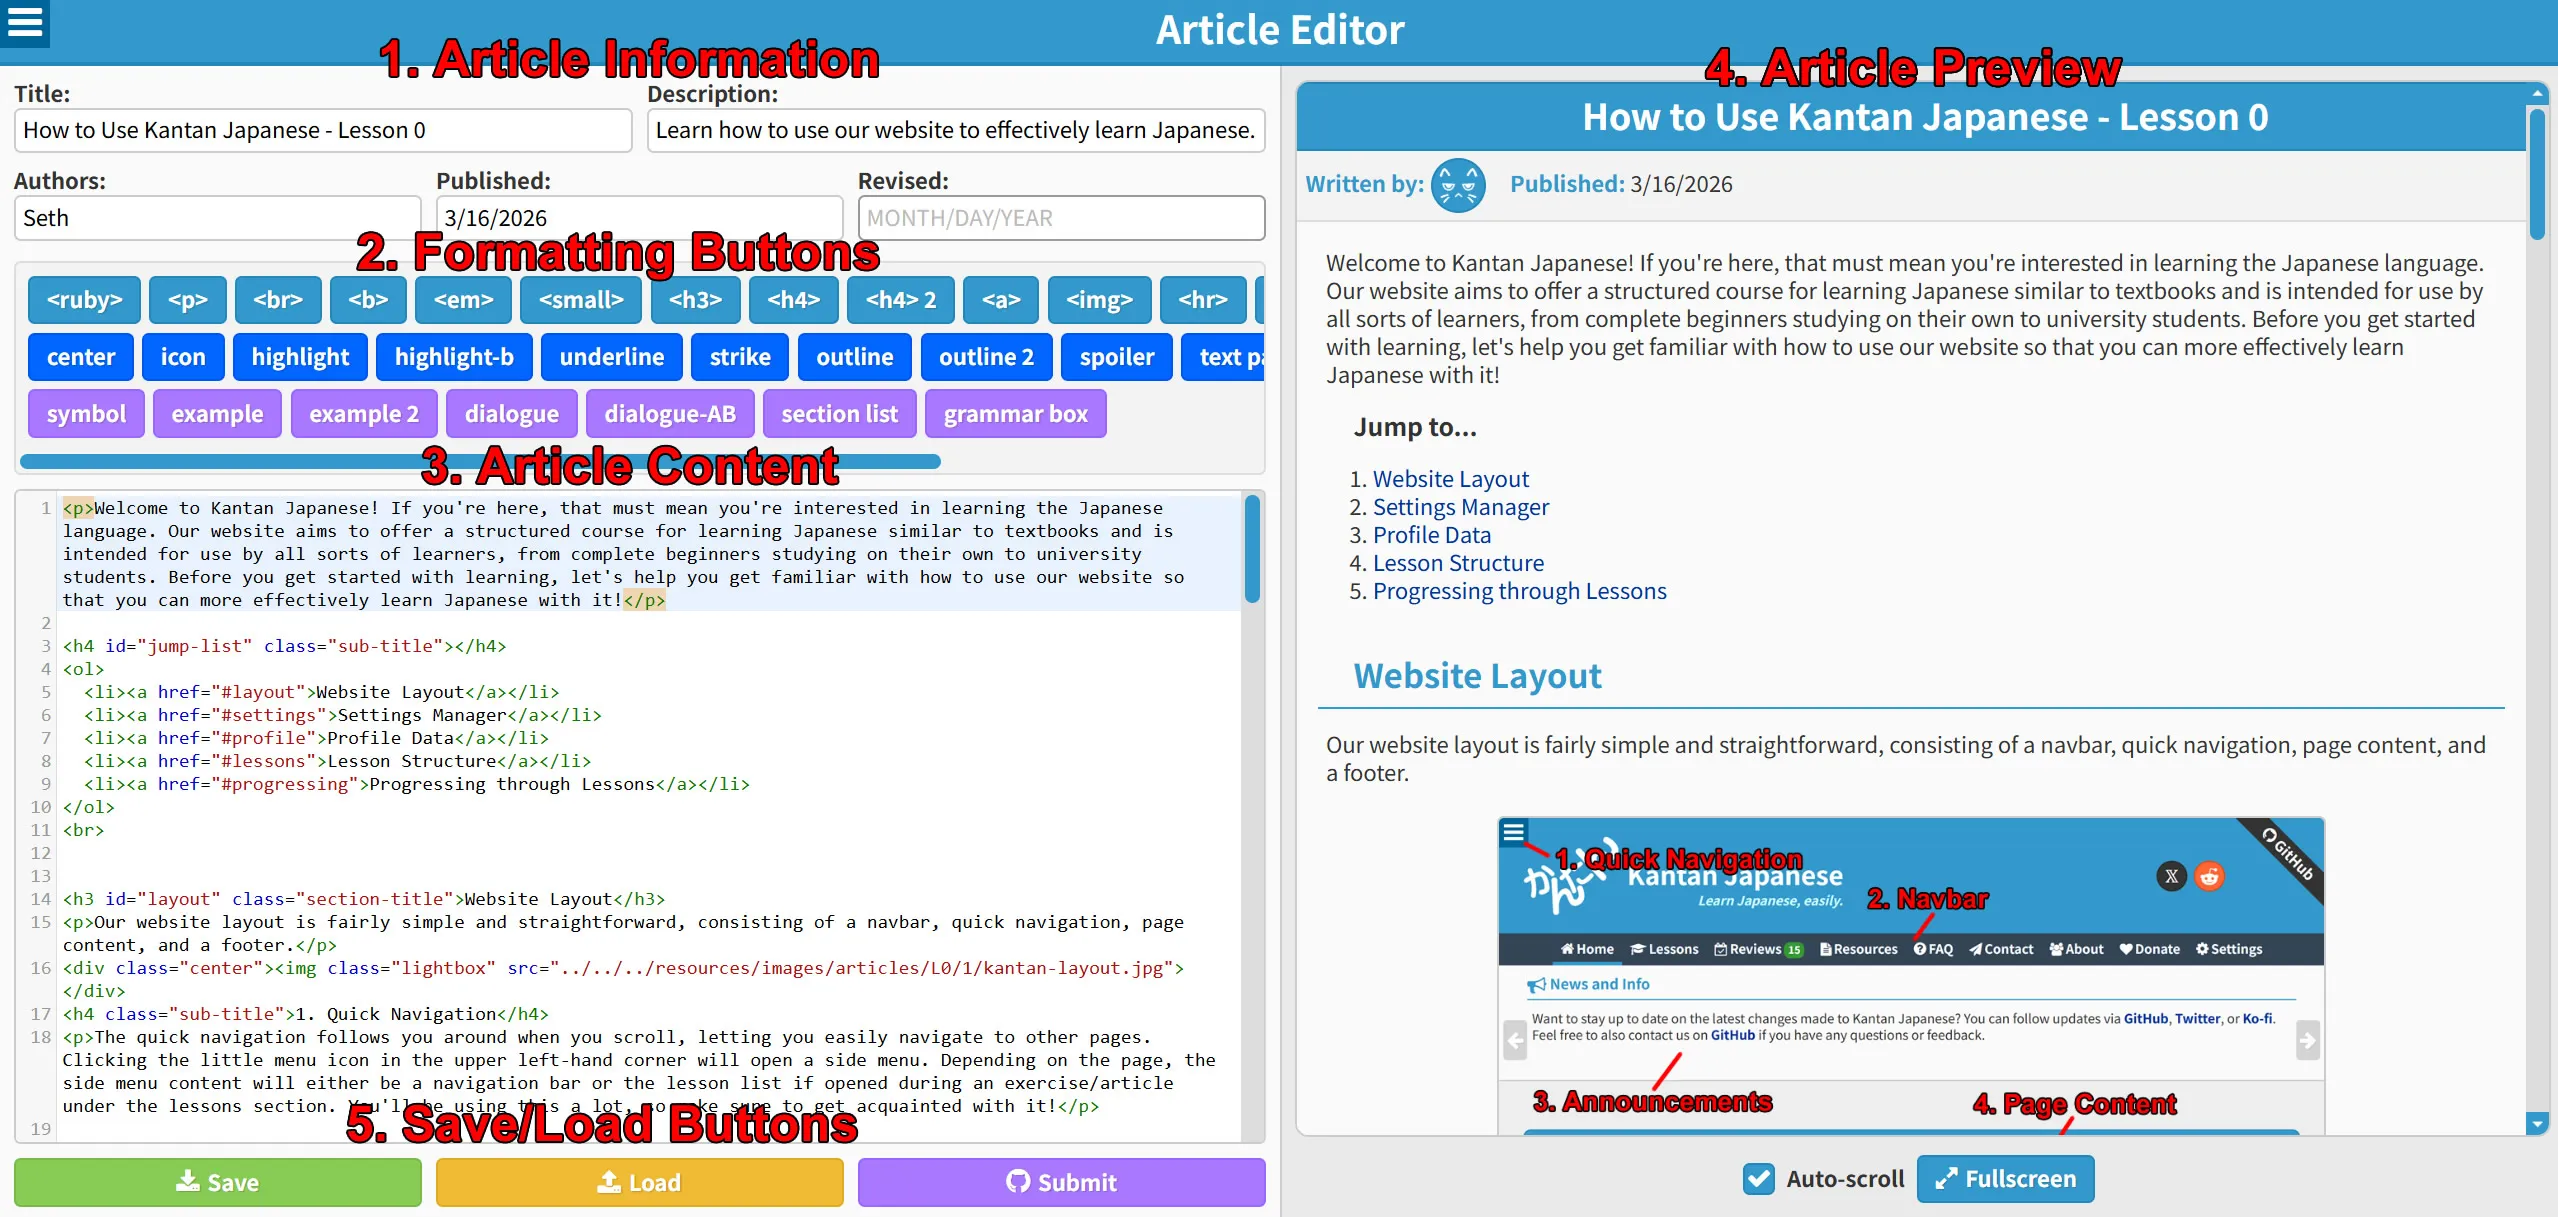 Article Editor
1. Article Information
Title:
Description:
How to Use Kantan Japanese - Lesson 0
Learn how to use our website to effectively learn Japanese.
Authors:
Published:
Revised:
Seth
3/16/2026
MONTH/DAY/YEAR
2. Formatting Buttons
<ruby> <p> <br> <b> <em> <small> <h3> <h4> <h4> 2 <a> <img> <hr>
center icon highlight highlight-b underline strike outline outline 2 spoiler text pa
symbol example example 2 dialogue dialogue-AB section list grammar box
3. Article Content
1 <p>Welcome to Kantan Japanese! If you're here, that must mean you're interested in learning the Japanese
language. Our website aims to offer a structured course for learning Japanese similar to textbooks and is
intended for use by all sorts of learners, from complete beginners studying on their own to university
students. Before you get started with learning, let's help you get familiar with how to use our website so
that you can more effectively learn Japanese with it!</p>
2
3 <h4 id="jump-list" class="sub-title"></h4>
4 <ol>
5 <li><a href="#layout">Website Layout</a></li>
6 <li><a href="#settings">Settings Manager</a></li>
7 <li><a href="#profile">Profile Data</a></li>
8 <li><a href="#lessons">Lesson Structure</a></li>
9 <li><a href="#progressing">Progressing through Lessons</a></li>
10 </ol>
11 <br>
12
13
14 <h3 id="layout" class="section-title">Website Layout</h3>
15 <p>Our website layout is fairly simple and straightforward, consisting of a navbar, quick navigation, page
content, and a footer.</p>
16 <div class="center"><img class="lightbox" src="../../../resources/images/articles/L0/1/kantan-layout.jpg">
</div>
17 <h4 class="sub-title">1. Quick Navigation</h4>
18 <p>The quick navigation follows you around when you scroll, letting you easily navigate to other pages.
Clicking the little menu icon in the upper left-hand corner will open a side menu. Depending on the page, the
side menu content will either be a navigation bar or the lesson list if opened during an exercise/article
under the lessons section. You'll be using this a lot, so make sure to get acquainted with it!</p>
19
5. Save/Load Buttons
Save
Load
Submit
4. Article Preview
How to Use Kantan Japanese - Lesson 0
Written by:
Published: 3/16/2026
Welcome to Kantan Japanese! If you're here, that must mean you're interested in learning the Japanese language.
Our website aims to offer a structured course for learning Japanese similar to textbooks and is intended for use by
all sorts of learners, from complete beginners studying on their own to university students. Before you get started
with learning, let's help you get familiar with how to use our website so that you can more effectively learn
Japanese with it!
Jump to...
1. Website Layout
2. Settings Manager
3. Profile Data
4. Lesson Structure
5. Progressing through Lessons
Website Layout
Our website layout is fairly simple and straightforward, consisting of a navbar, quick navigation, page content, and
a footer.
GitHub
1. Quick Navigation
かんたん
Kantan Japanese
Learn Japanese, easily.
2. Navbar
Home Lessons Reviews 15 Resources FAQ Contact About Donate Settings
News and Info
Want to stay up to date on the latest changes made to Kantan Japanese? You can follow updates via GitHub, Twitter, or Ko-fi.
Feel free to also contact us on GitHub if you have any questions or feedback.
3. Announcements
4. Page Content
Auto-scroll
Fullscreen